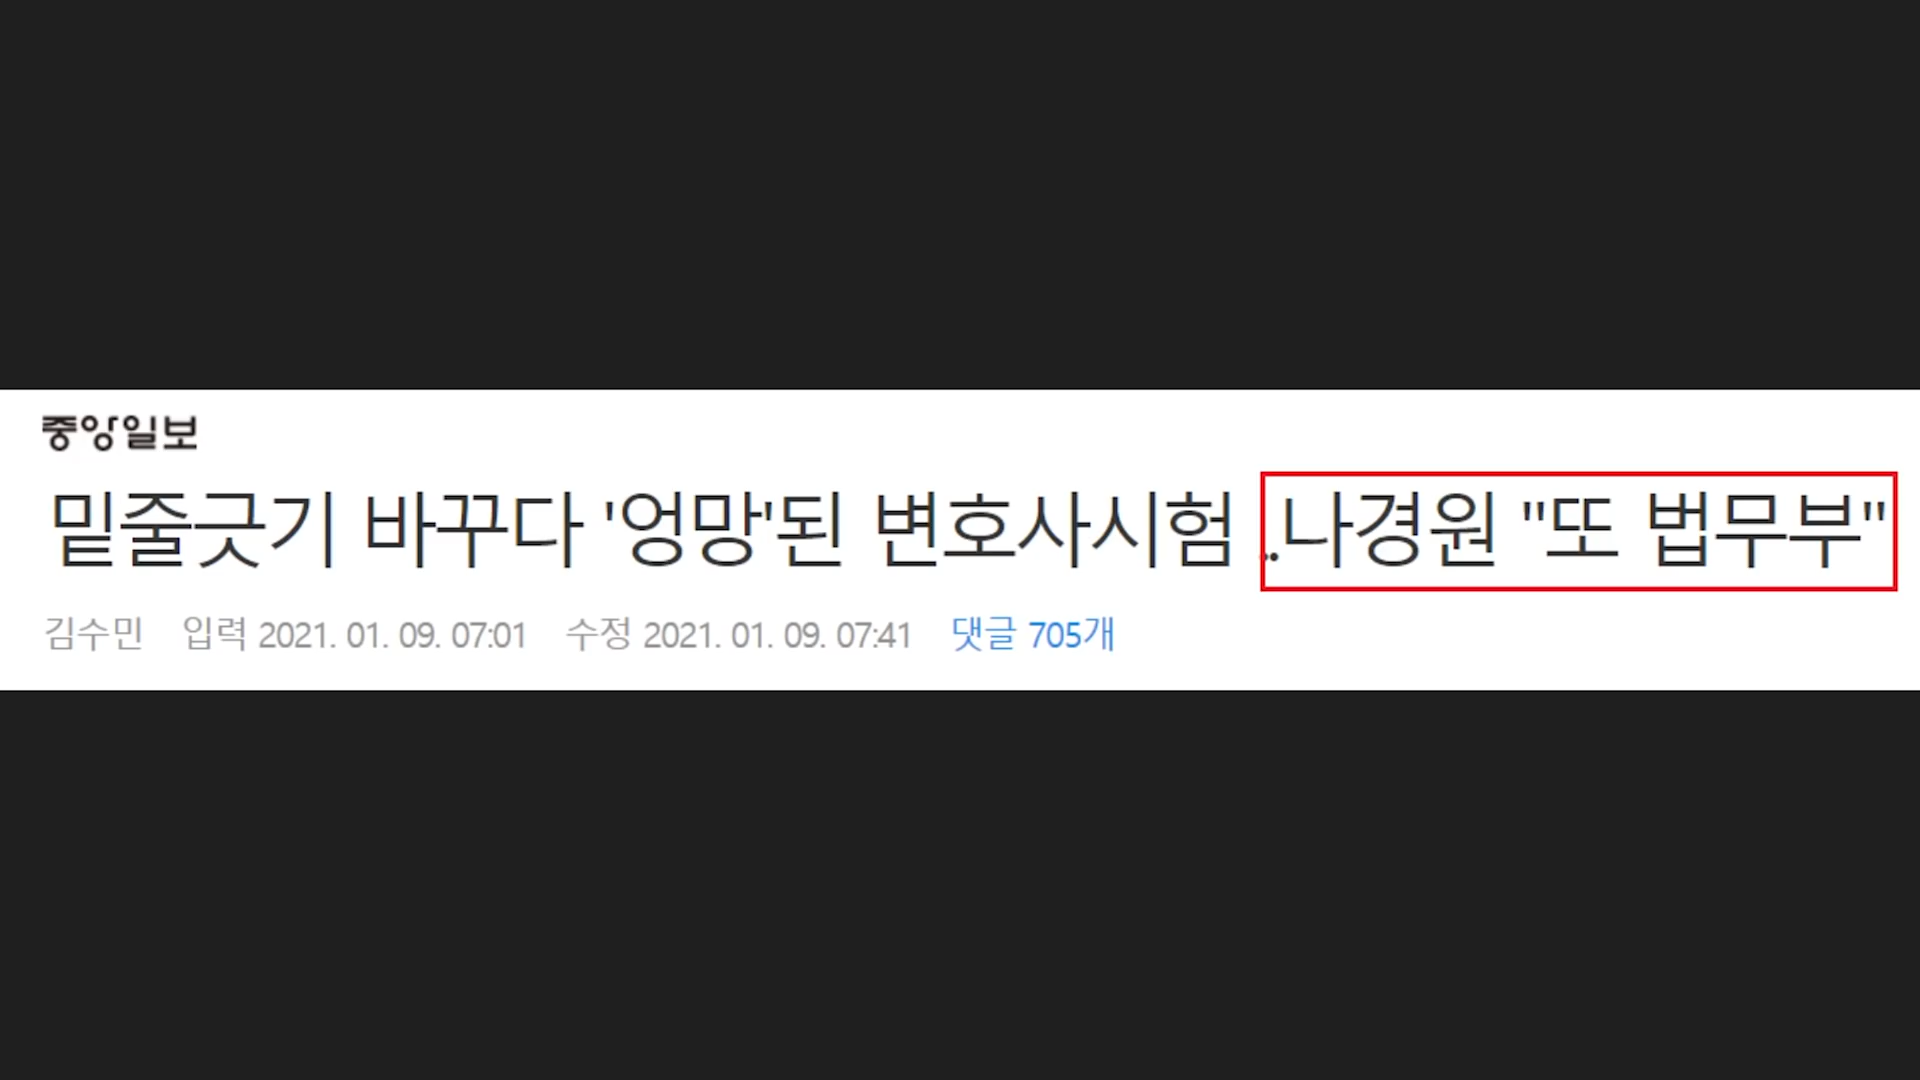 중앙일보
밑줄긋기 바꾸다 '엉망'된 변호사시험 ..나경원 "또 법무부"
김수민 입력 2021. 01. 09. 07:01 수정 2021. 01. 09. 07:41 댓글 705개